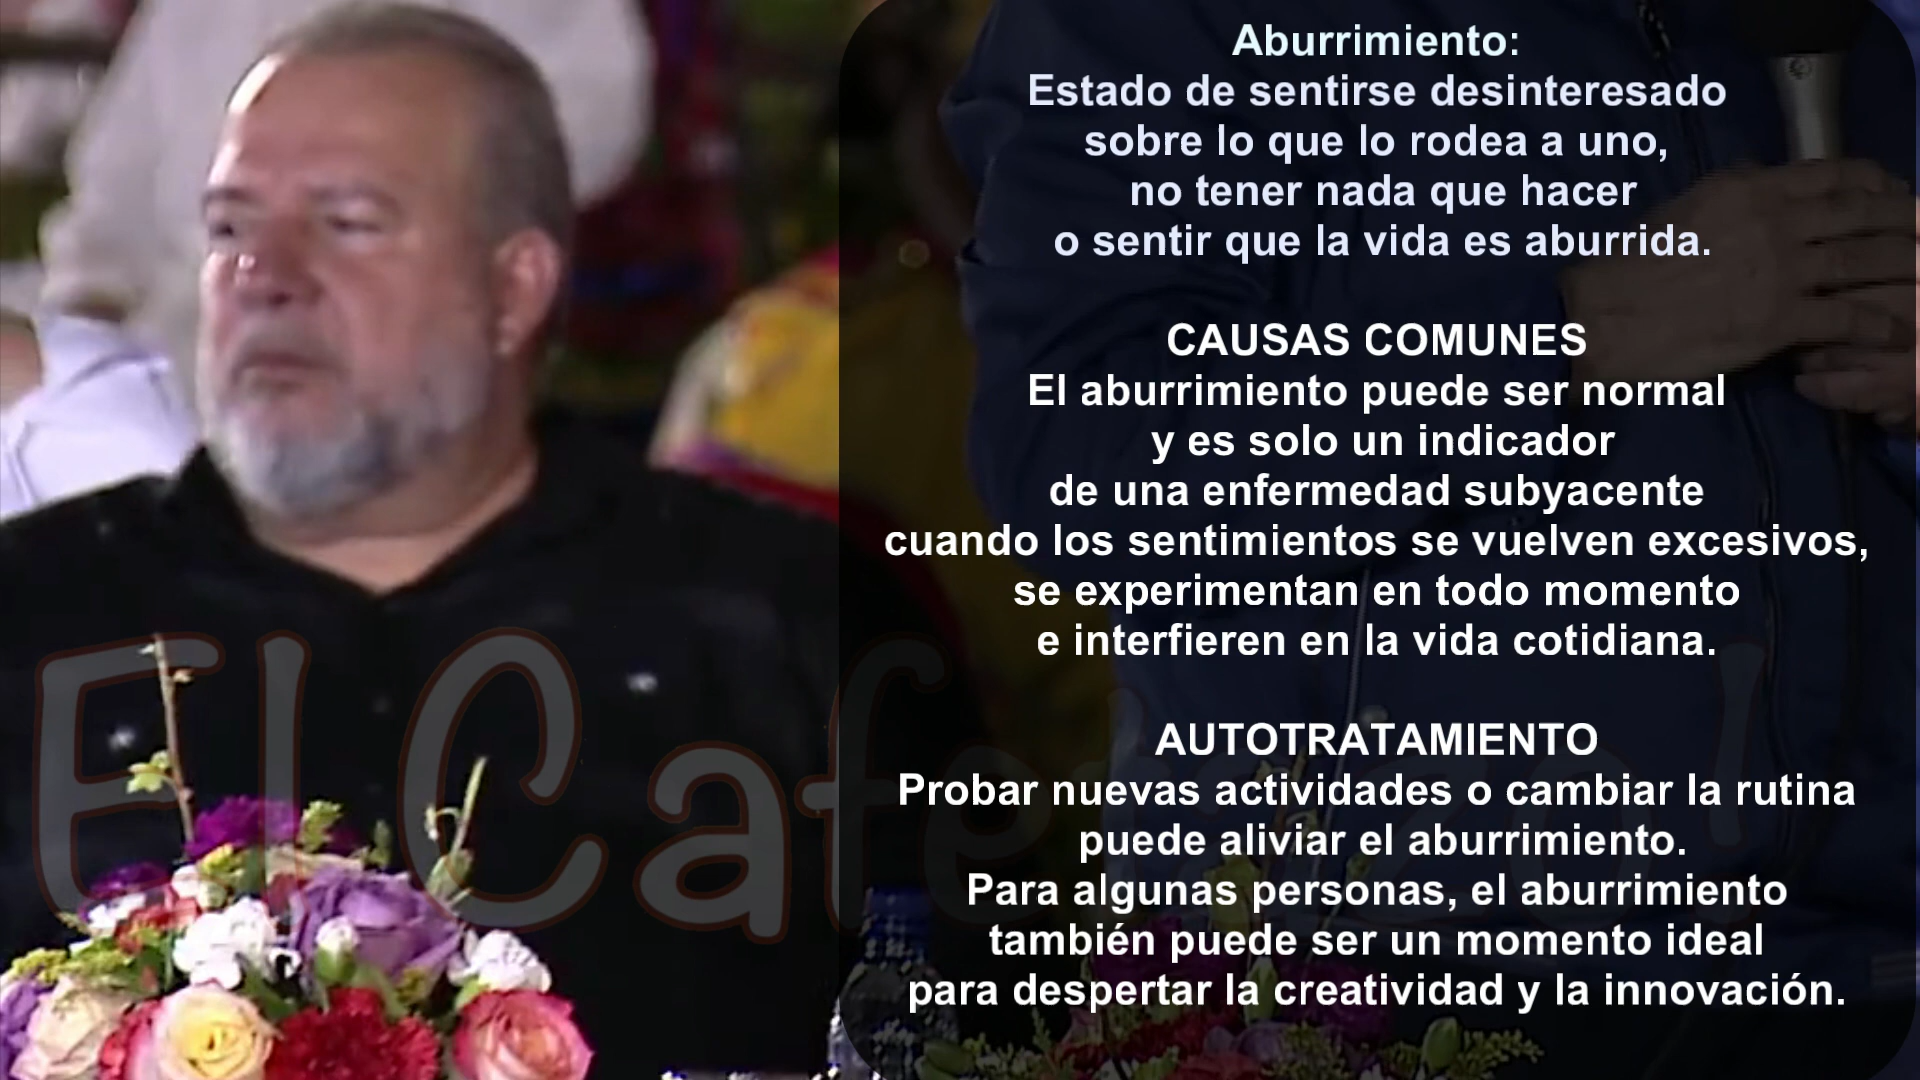 Aburrimiento:
Estado de sentirse desinteresado
sobre lo que lo rodea a uno,
no tener nada que hacer
o sentir que la vida es aburrida.
CAUSAS COMUNES
El aburrimiento puede ser normal
y es solo un indicador
de una enfermedad subyacente
cuando los sentimientos se vuelven excesivos,
se experimentan en todo momento
e interfieren en la vida cotidiana.
AUTOTRATAMIENTO
Probar nuevas actividades o cambiar la rutina
puede aliviar el aburrimiento.
Para algunas personas, el aburrimiento
también puede ser un momento ideal
para despertar la creatividad y la innovación.
El